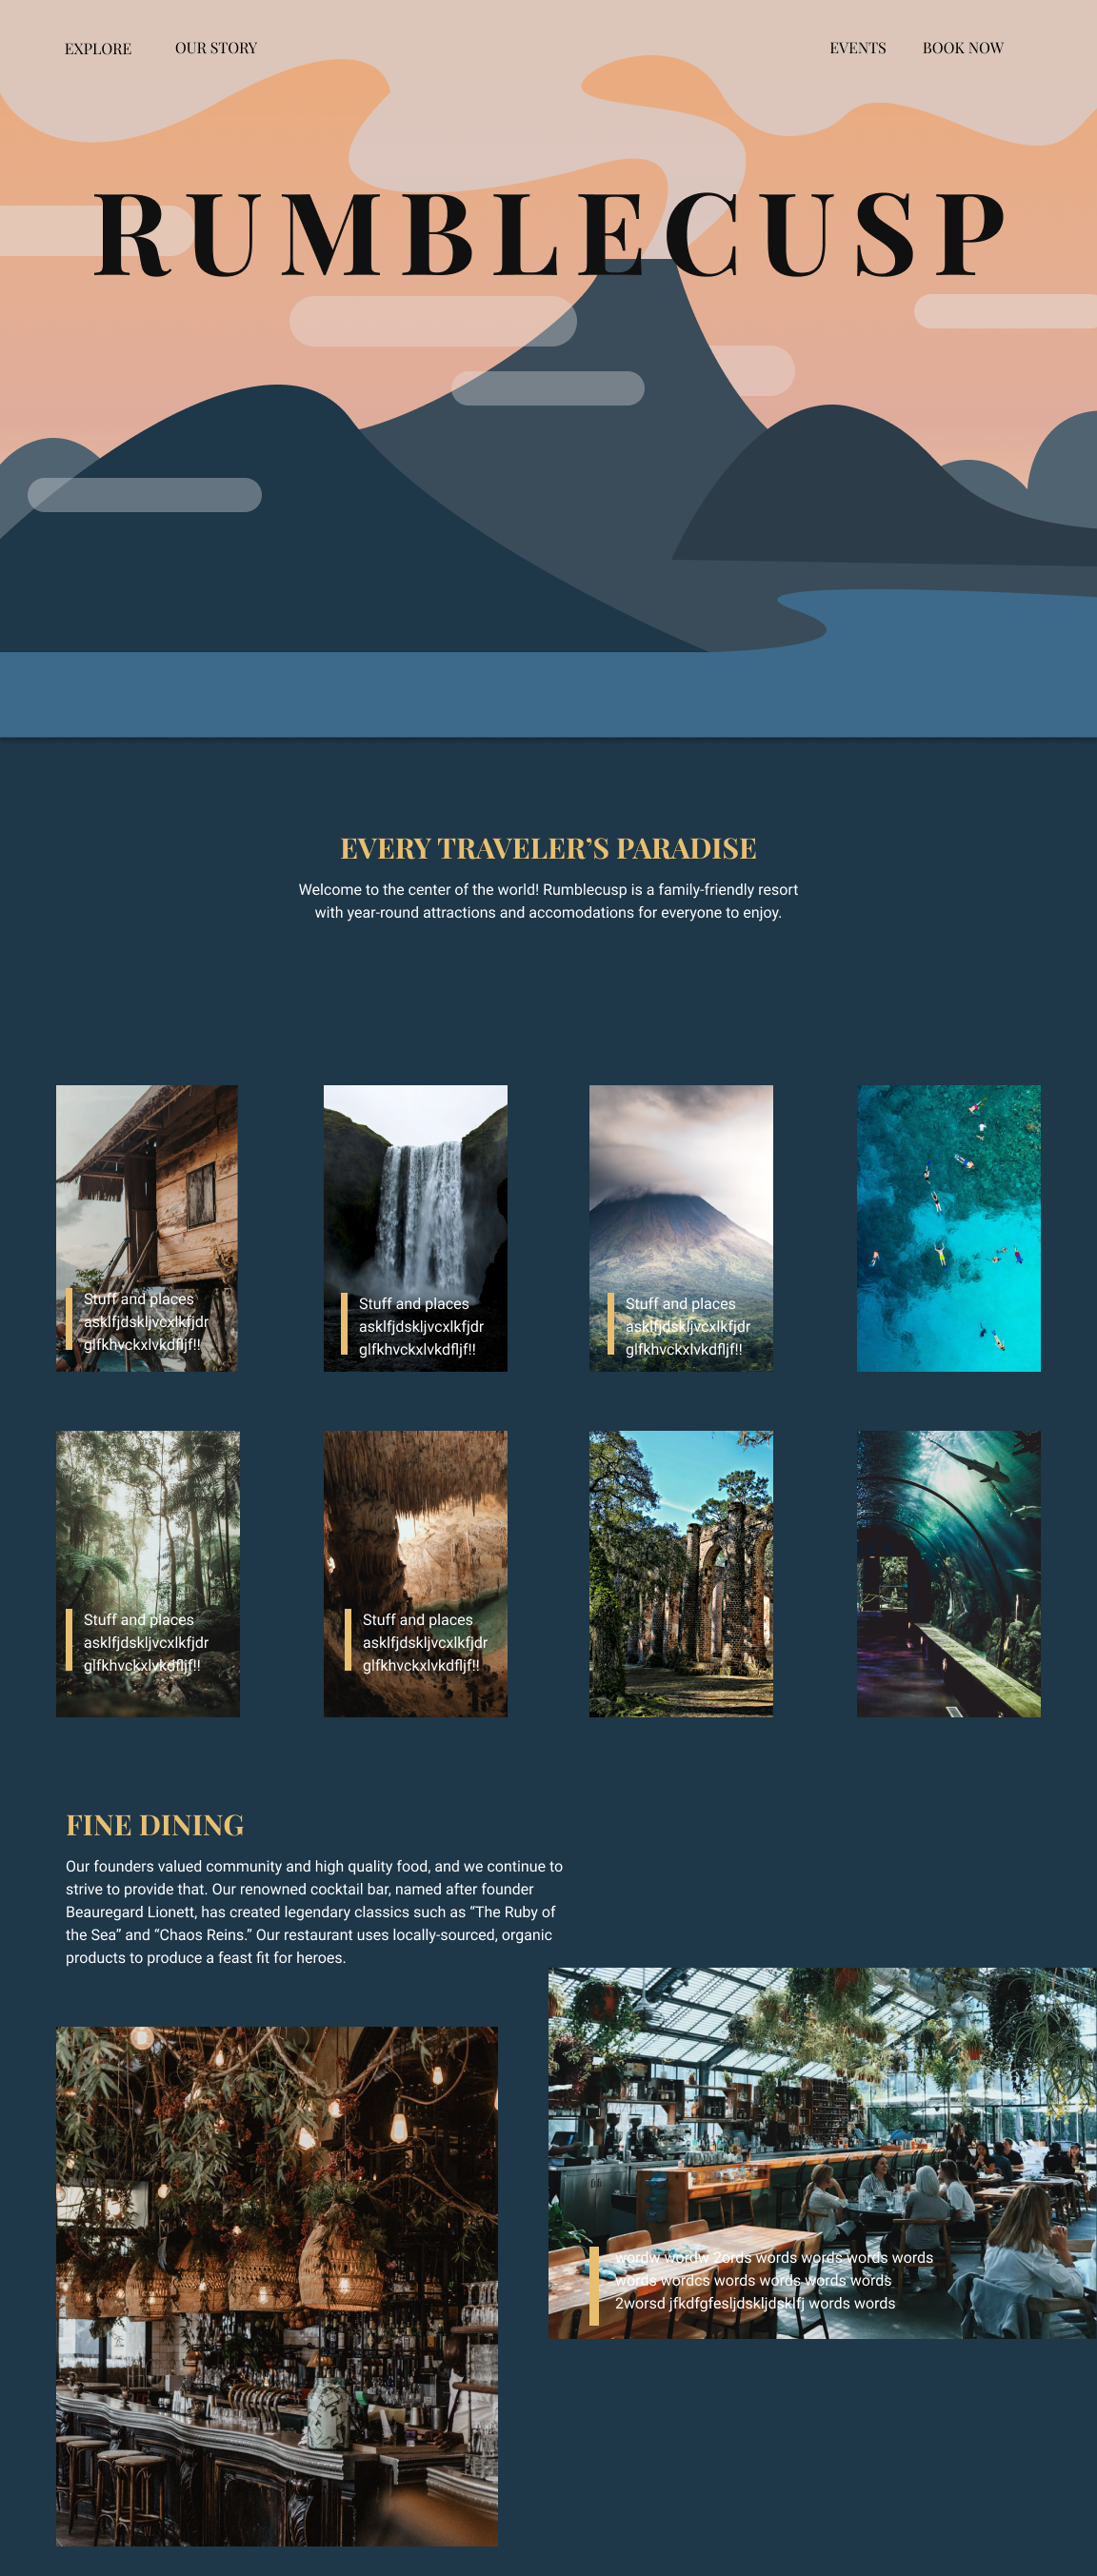 EXPLORE
OUR STORY
EVENTS
BOOK NOW
RUMBLECUSP
EVERY TRAVELER’S PARADISE
Welcome to the center of the world! Rumblecusp is a family-friendly resort
with year-round attractions and accomodations for everyone to enjoy.
Stuff and places
asklfjdskljvcxlkfjdr
glfkhvckxlvkdfljf!!
Stuff and places
asklfjdskljvcxlkfjdr
glfkhvckxlvkdfljf!!
Stuff and places
asklfjdskljvcxlkfjdr
glfkhvckxlvkdfljf!!
Stuff and places
asklfjdskljvcxlkfjdr
glfkhvckxlvkdfljf!!
Stuff and places
asklfjdskljvcxlkfjdr
glfkhvckxlvkdfljf!!
FINE DINING
Our founders valued community and high quality food, and we continue to
strive to provide that. Our renowned cocktail bar, named after founder
Beauregard Lionett, has created legendary classics such as “The Ruby of
the Sea” and “Chaos Reins.” Our restaurant uses locally-sourced, organic
products to produce a feast fit for heroes.
wordw wordw 2ords words words words words
words wordcs words words words words
2worsd jfkdfgfesljdskljdsklfj words words